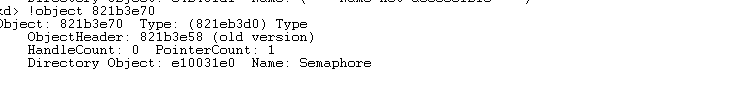 kd> !object 821b3e70
Object: 821b3e70  Type: (821eb3d0) Type
    ObjectHeader: 821b3e58 (old version)
    HandleCount: 0  PointerCount: 1
    Directory Object: e10031e0  Name: Semaphore